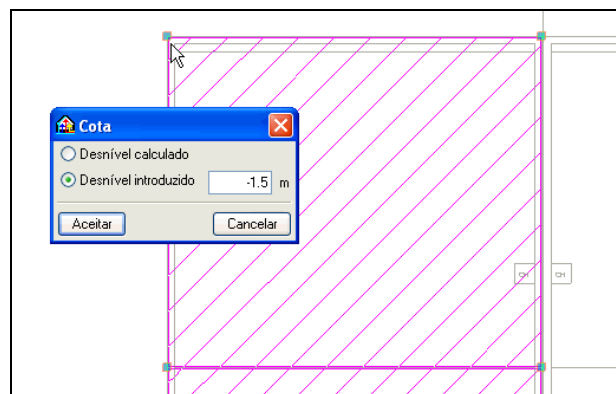 Cota
Desnível calculado
Desnível introduzido -1.5 m
Aceitar Cancelar